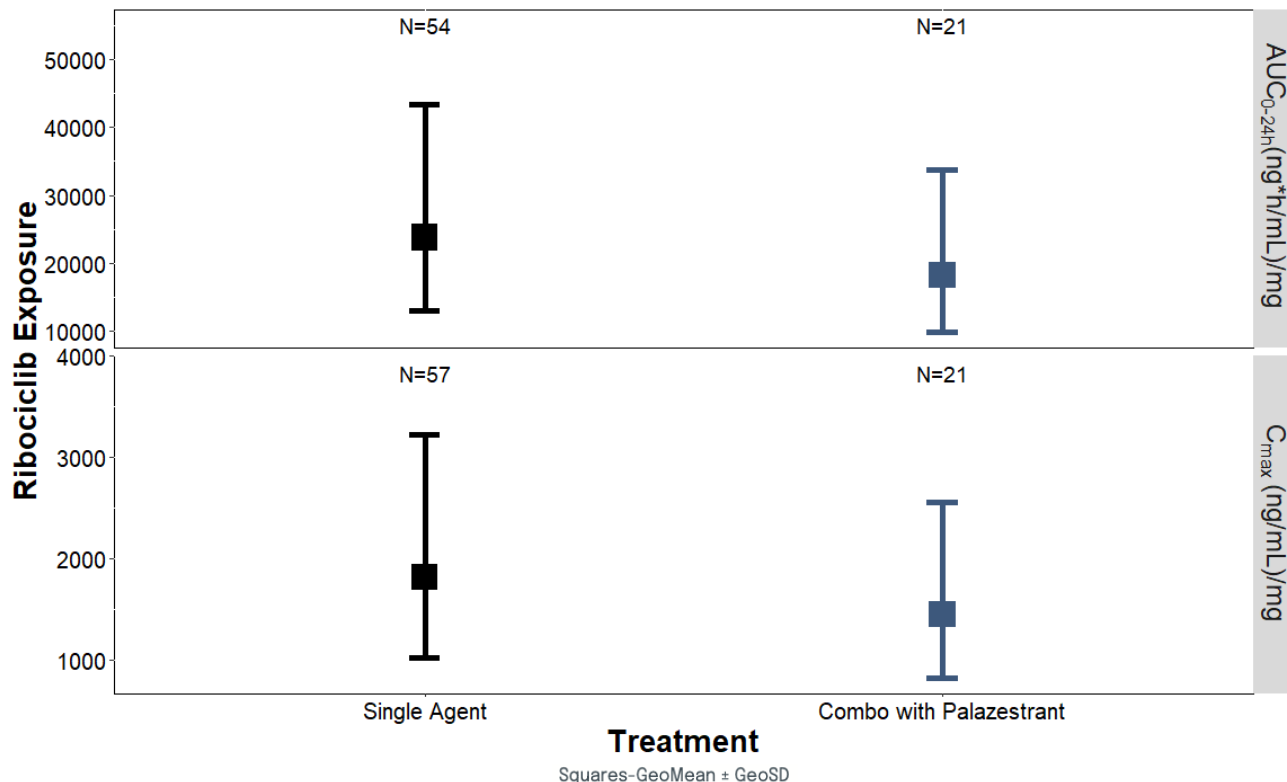 Ribociclib Exposure
N=54
N=21
50000
40000
30000
20000
10000
AUC0-24h(ng*h/mL)/mg
N=57
N=21
4000
3000
2000
1000
Cmax (ng/mL)/mg
Single Agent
Combo with Palazestrant
Treatment
Squares-GeoMean ± GeoSD